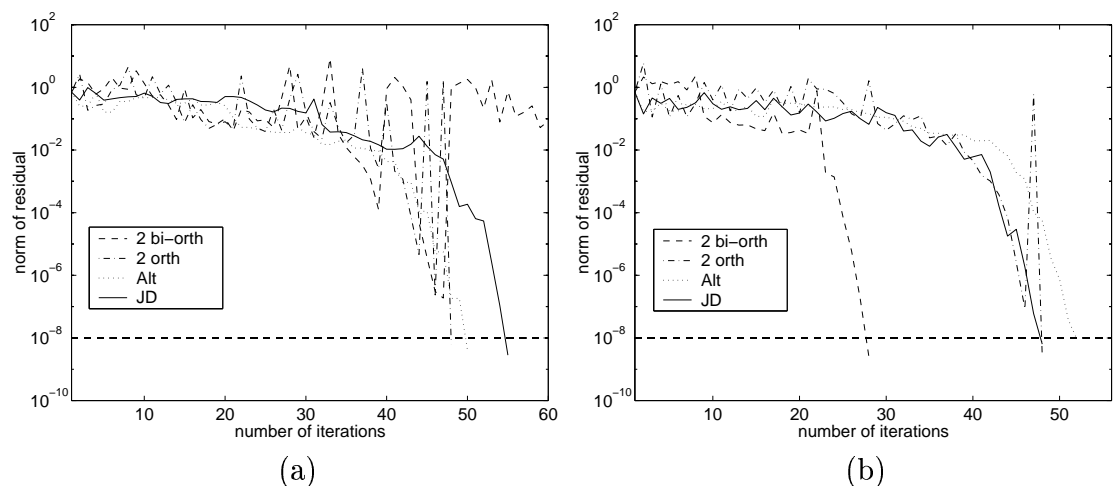 10^2
10^0
10^−2
10^−4
10^−6
10^−8
10^−10
norm of residual
2 bi−orth
2 orth
Alt
JD
10 20 30 40 50 60
number of iterations
(a)
10^2
10^0
10^−2
10^−4
10^−6
10^−8
10^−10
norm of residual
2 bi−orth
2 orth
Alt
JD
10 20 30 40 50
number of iterations
(b)